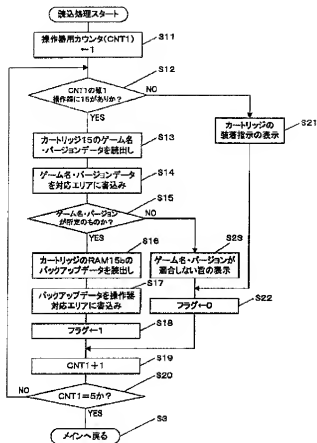 読込処理スタート
操作器用カウンタ(CNT1)
←1
S11
S12
CNT1の値1
操作器に15がありか?
NO
YES
S13
カートリッジ15のゲーム名
・バージョンデータを読出し
S21
カートリッジの
装着指示の表示
S14
ゲーム名・バージョンデータ
を対応エリアに書込み
S15
ゲーム名・バージョン
が所定のものか?
NO
YES
S16
カートリッジのRAM15bの
バックアップデータを読出し
S23
ゲーム名・バージョンが
適合しない旨の表示
S17
バックアップデータを操作器
対応エリアに書込み
S22
フラグ←0
S18
フラグ←1
S19
CNT1+1
S20
NO
CNT1=5か?
YES
S3
メインへ戻る